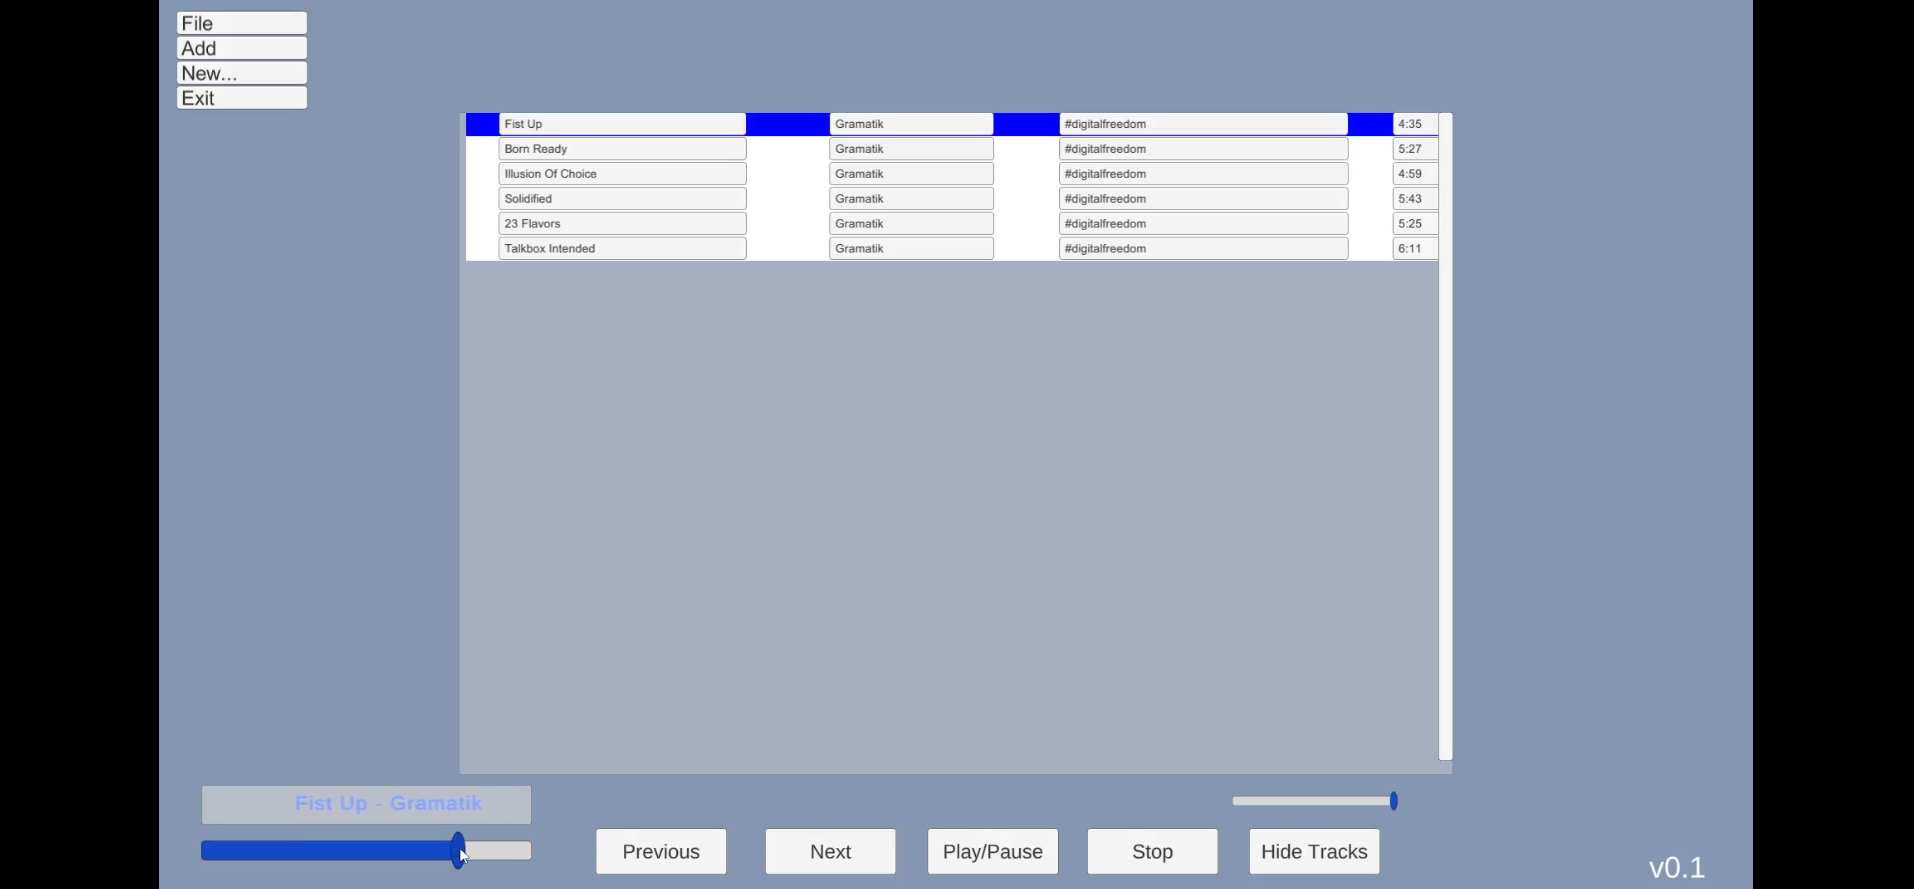 File
Add
New...
Exit
Fist Up Gramatik #digitalfreedom 4:35
Born Ready Gramatik #digitalfreedom 5:27
Illusion Of Choice Gramatik #digitalfreedom 4:59
Solidified Gramatik #digitalfreedom 5:43
23 Flavors Gramatik #digitalfreedom 5:25
Talkbox Intended Gramatik #digitalfreedom 6:11
Fist Up - Gramatik
Previous Next Play/Pause Stop Hide Tracks
v0.1